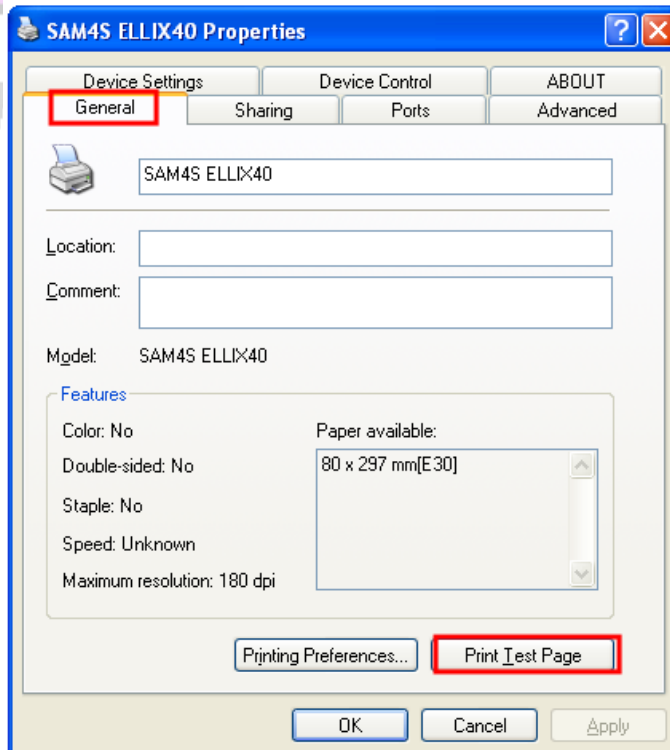 SAM4S ELLIX40 Properties
Device Settings Device Control ABOUT
General Sharing Ports Advanced
SAM4S ELLIX40
Location:
Comment:
Model: SAM4S ELLIX40
Features
Color: No
Double-sided: No
Staple: No
Speed: Unknown
Maximum resolution: 180 dpi
Paper available:
80 x 297 mm[E30]
Printing Preferences... Print Test Page
OK Cancel Apply